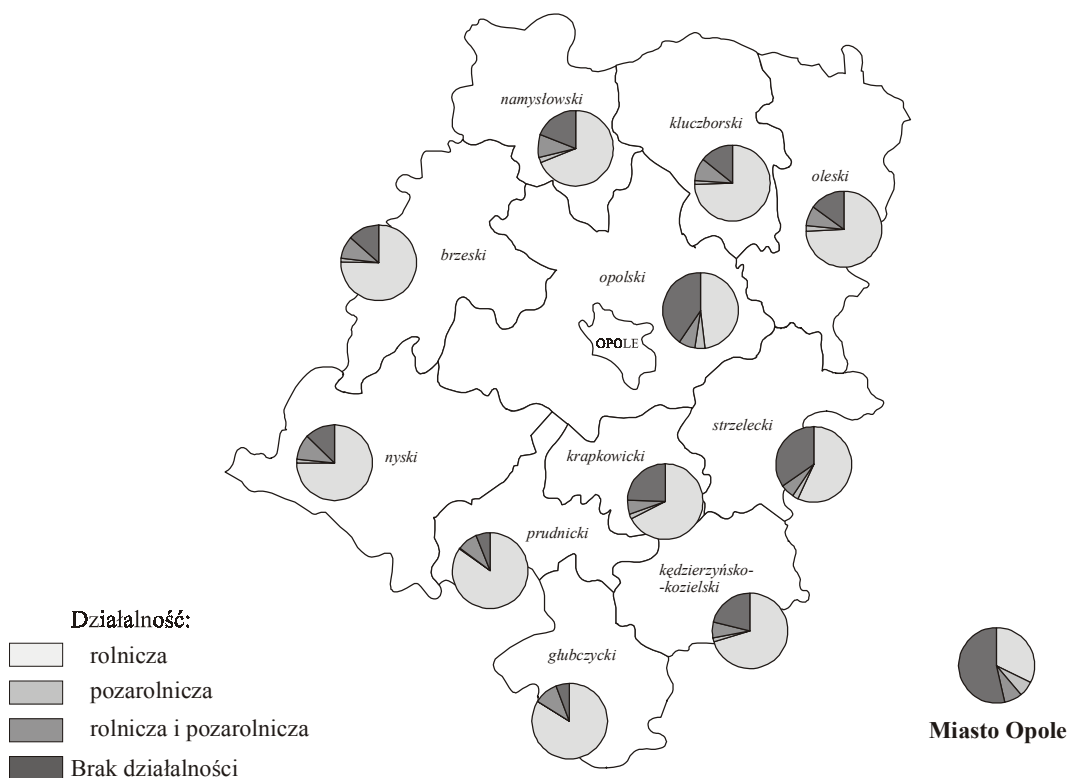 namysłowski
kluczborski
oleski
brzeski
opolski
OPOLE
strzelecki
nyski
krapkowicki
prudnicki
kędzierzyńsko-
-kozielski
głubczycki
Działalność:
rolnicza
pozarolnicza
rolnicza i pozarolnicza
Brak działalności
Miasto Opole